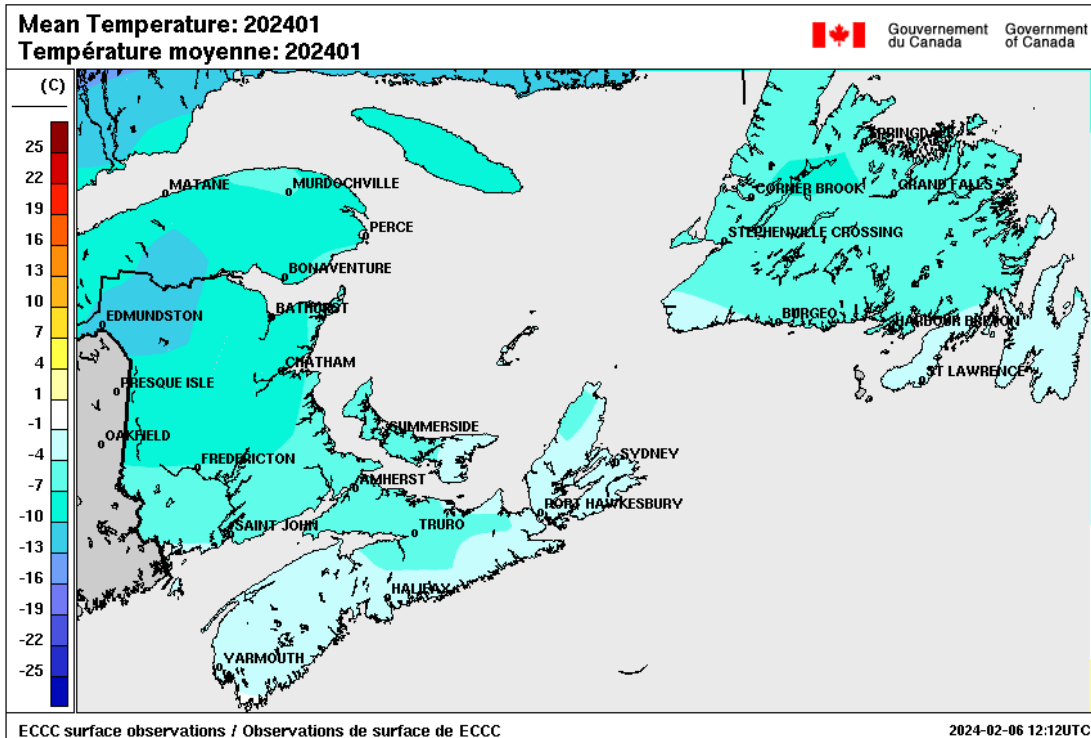 Mean Temperature: 202401
Température moyenne: 202401
Gouvernement du Canada
Government of Canada
(C)
25
22
19
16
13
10
7
4
1
-1
-4
-7
-10
-13
-16
-19
-22
-25
SPRINGDALE
MATANE
MURDOCHVILLE
CORNER BROOK
GRAND FALLS
PERCE
STEPHENVILLE CROSSING
BONAVENTURE
BATHURST
EDMUNDSTON
BURGEO
HARBOUR BRETON
CHATHAM
PRESQUE ISLE
ST LAWRENCE
SUMMERSIDE
OAKFIELD
FREDERICTON
SYDNEY
AMHERST
PORT HAWKESBURY
SAINT JOHN
TRURO
HALIFAX
YARMOUTH
ECCC surface observations / Observations de surface de ECCC
2024-02-06 12:12UTC